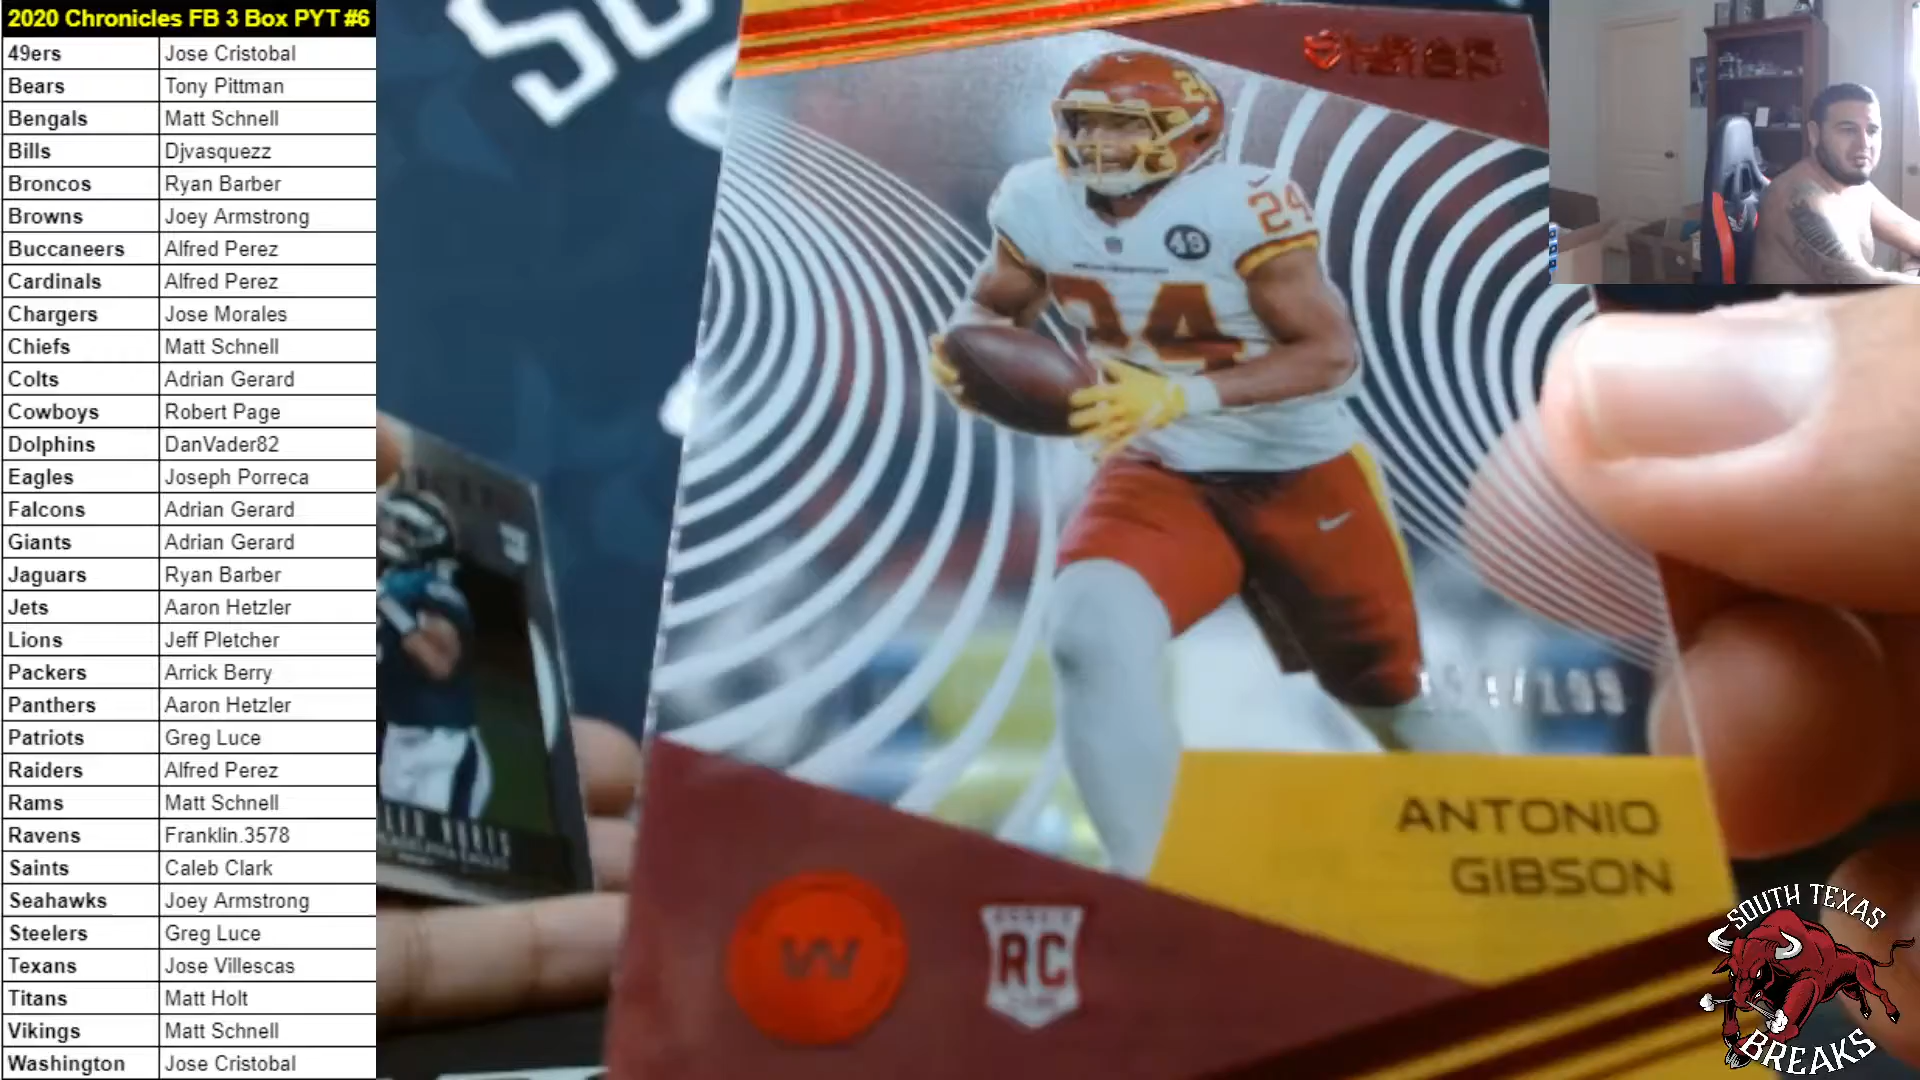 2020 Chronicles FB 3 Box PYT #6
49ers Jose Cristobal
Bears Tony Pittman
Bengals Matt Schnell
Bills Djvasquezz
Broncos Ryan Barber
Browns Joey Armstrong
Buccaneers Alfred Perez
Cardinals Alfred Perez
Chargers Jose Morales
Chiefs Matt Schnell
Colts Adrian Gerard
Cowboys Robert Page
Dolphins DanVader82
Eagles Joseph Porreca
Falcons Adrian Gerard
Giants Adrian Gerard
Jaguars Ryan Barber
Jets Aaron Hetzler
Lions Jeff Pletcher
Packers Arrick Berry
Panthers Aaron Hetzler
Patriots Greg Luce
Raiders Alfred Perez
Rams Matt Schnell
Ravens Franklin.3578
Saints Caleb Clark
Seahawks Joey Armstrong
Steelers Greg Luce
Texans Jose Villescas
Titans Matt Holt
Vikings Matt Schnell
Washington Jose Cristobal
24
49
24
24
ANTONIO
GIBSON
W
RC
SOUTH TEXAS
BREAKS